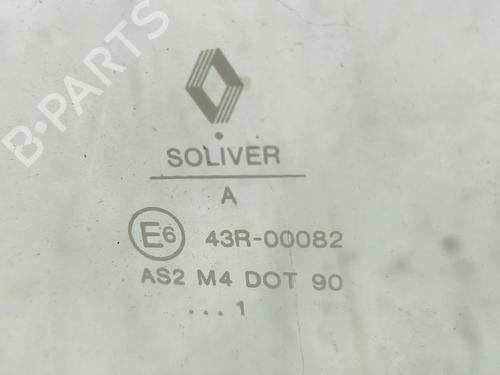 B-PARTS
SOLIVER
A
E6 43R-00082
AS2 M4 DOT 90
...1